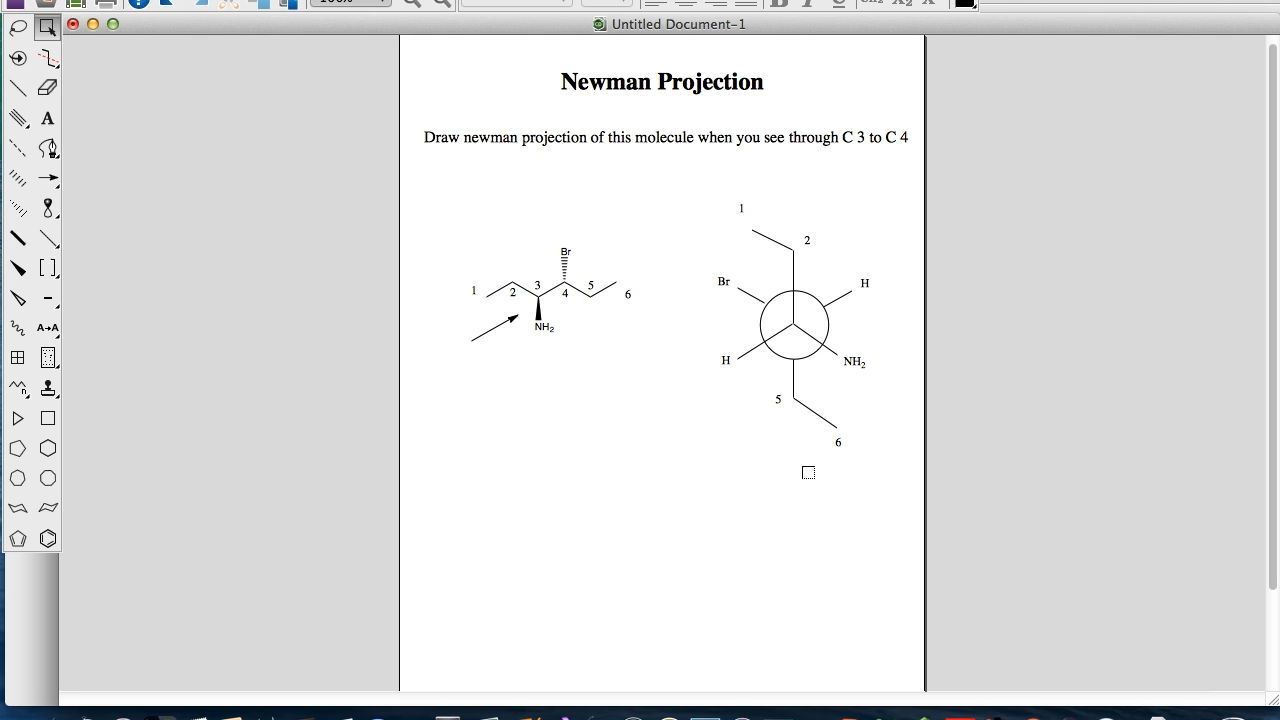 Untitled Document-1
Newman Projection
Draw newman projection of this molecule when you see through C 3 to C 4
1
2
Br
Br
H
1
2
3
4
5
6
NH2
H
NH2
5
6
A
A→A
n